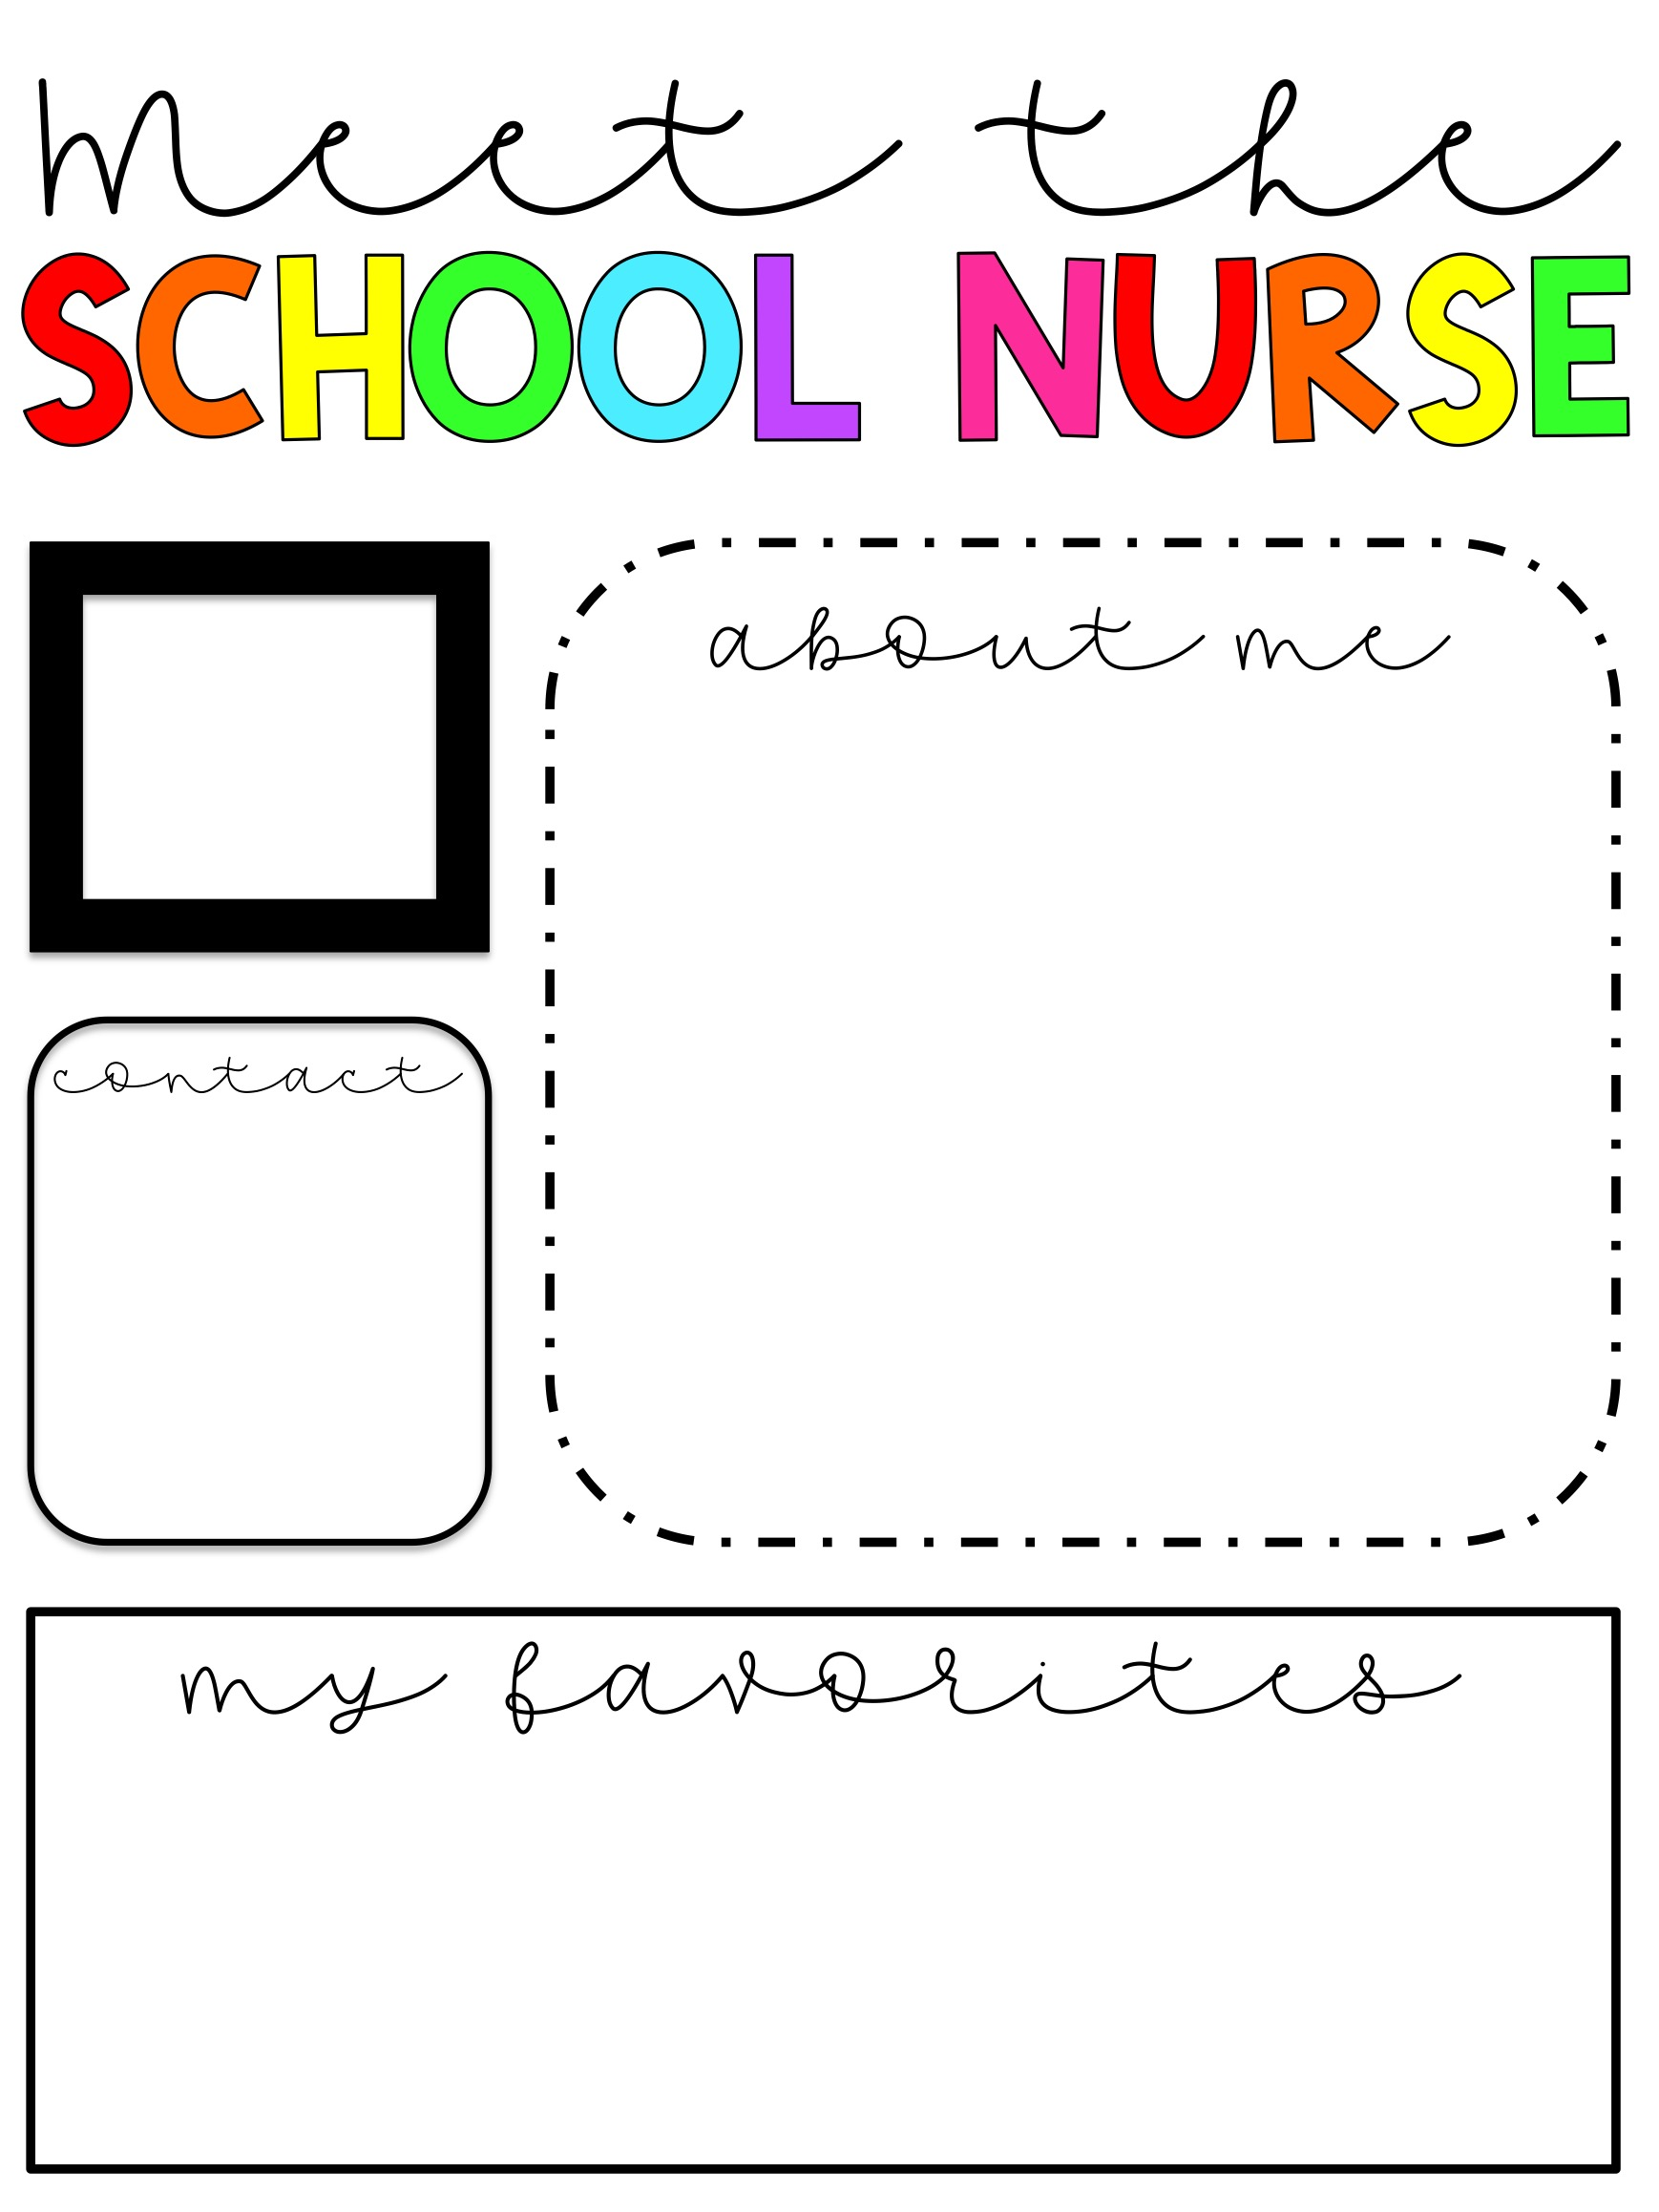 Meet the
SCHOOL NURSE
about me
contact
my favorites